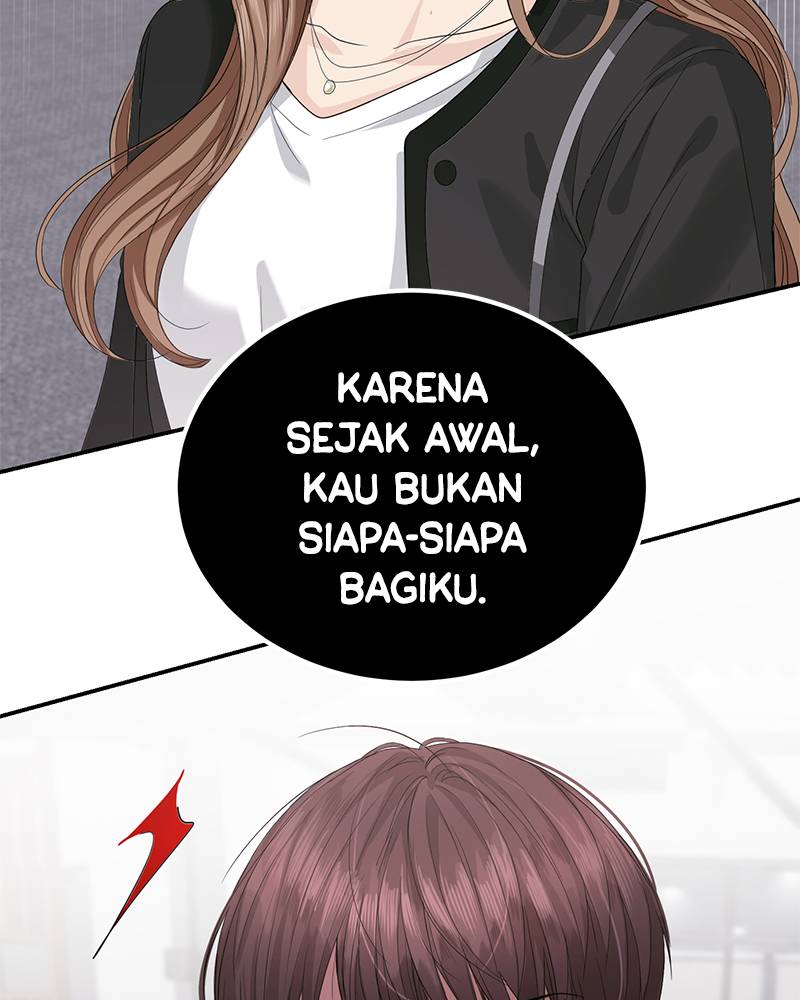 KARENA
SEJAK AWAL,
KAU BUKAN
SIAPA-SIAPA
BAGIKU.